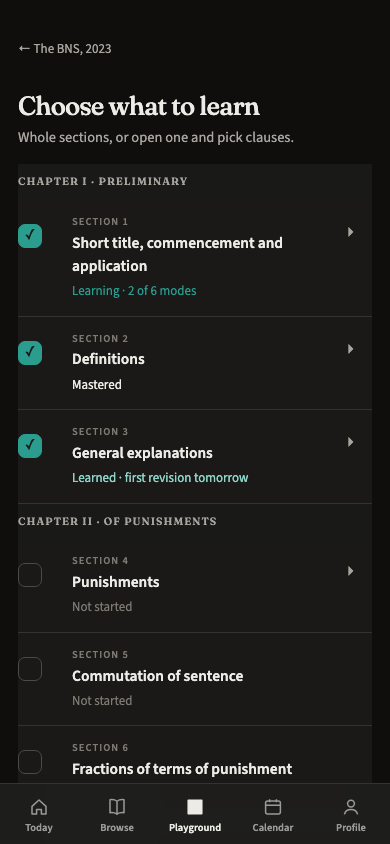 ← The BNS, 2023
Choose what to learn
Whole sections, or open one and pick clauses.
CHAPTER I · PRELIMINARY
SECTION 1
Short title, commencement and
application
Learning · 2 of 6 modes
SECTION 2
Definitions
Mastered
SECTION 3
General explanations
Learned · first revision tomorrow
CHAPTER II · OF PUNISHMENTS
SECTION 4
Punishments
Not started
SECTION 5
Commutation of sentence
Not started
SECTION 6
Fractions of terms of punishment
Today Browse Playground Calendar Profile